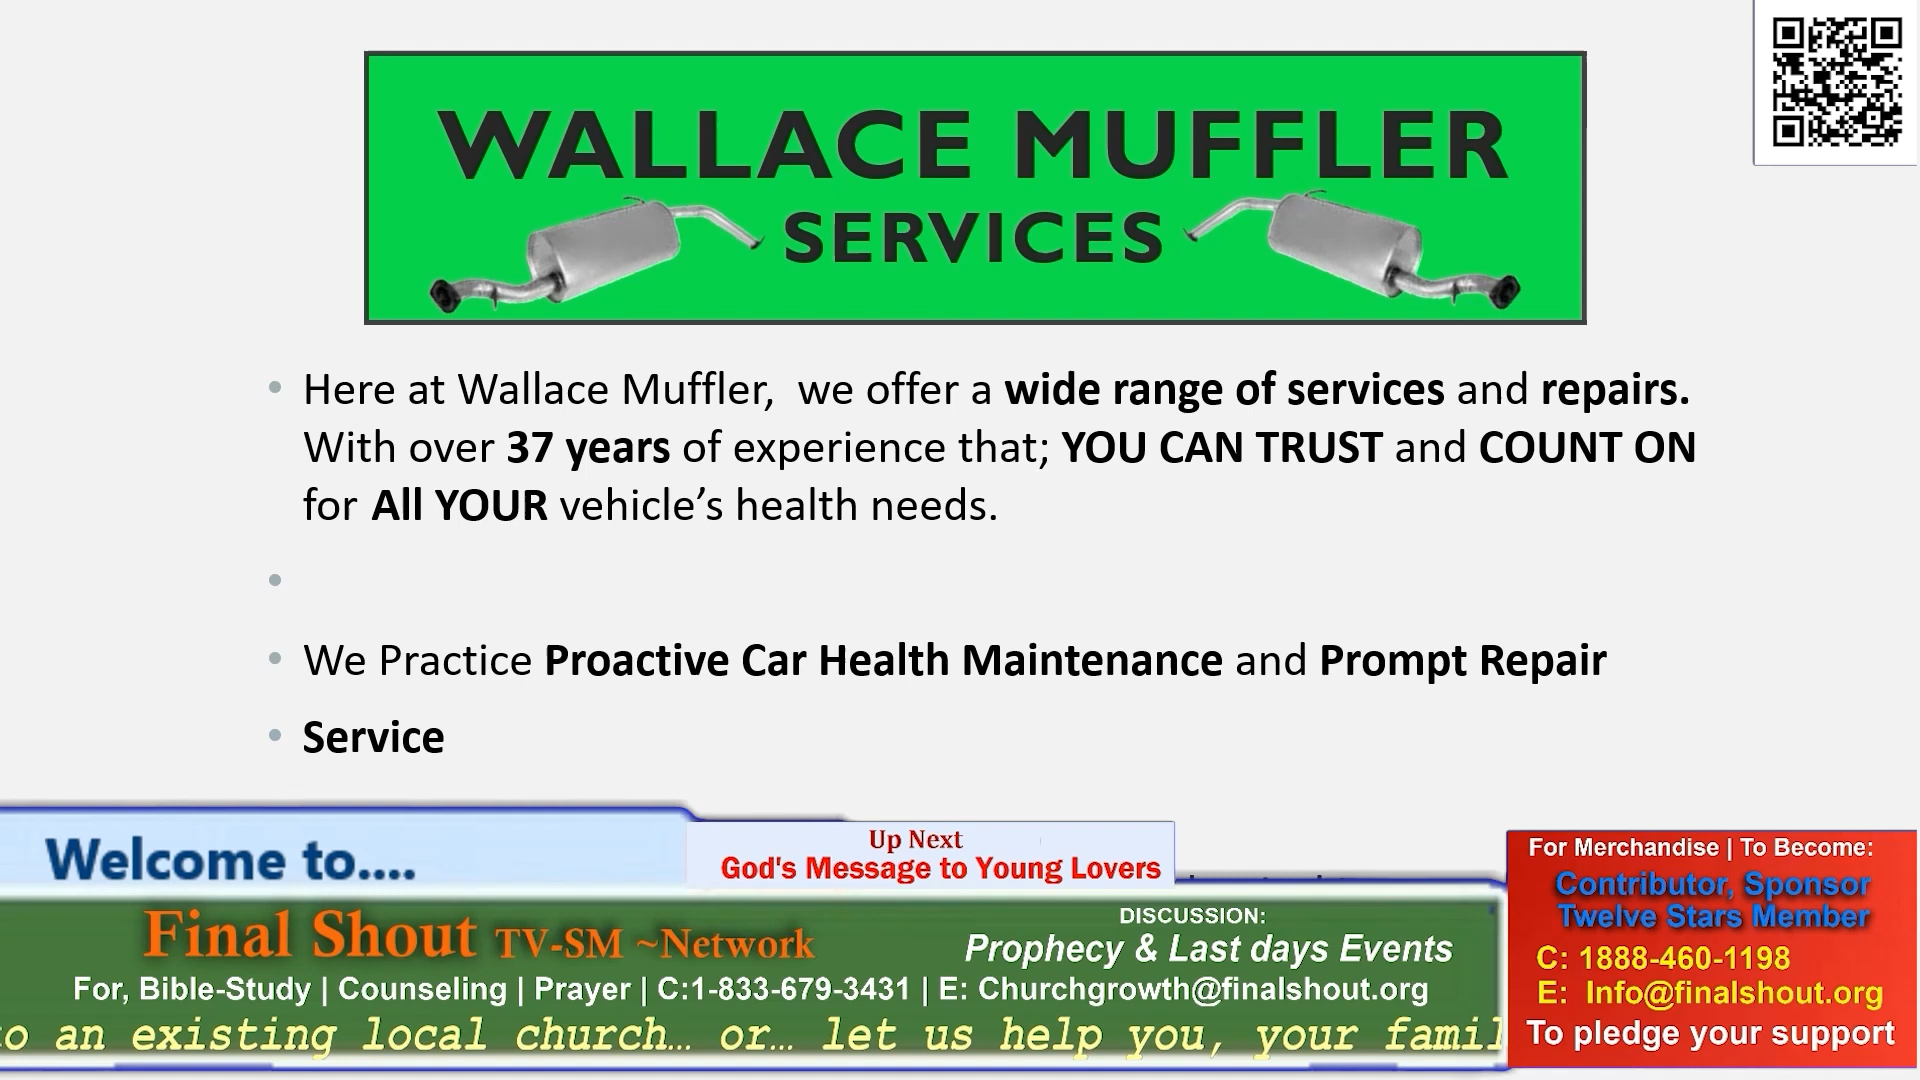 WALLACE MUFFLER
SERVICES
• Here at Wallace Muffler,  we offer a wide range of services and repairs.
With over 37 years of experience that; YOU CAN TRUST and COUNT ON
for All YOUR vehicle’s health needs.
•
• We Practice Proactive Car Health Maintenance and Prompt Repair
• Service
Welcome to....
Up Next
God's Message to Young Lovers
Final Shout TV-SM ~Network
DISCUSSION:
Prophecy & Last days Events
For, Bible-Study | Counseling | Prayer | C:1-833-679-3431 | E: Churchgrowth@finalshout.org
to an existing local church… or… let us help you, your famil
For Merchandise | To Become:
Contributor, Sponsor
Twelve Stars Member
C: 1888-460-1198
E:  Info@finalshout.org
To pledge your support